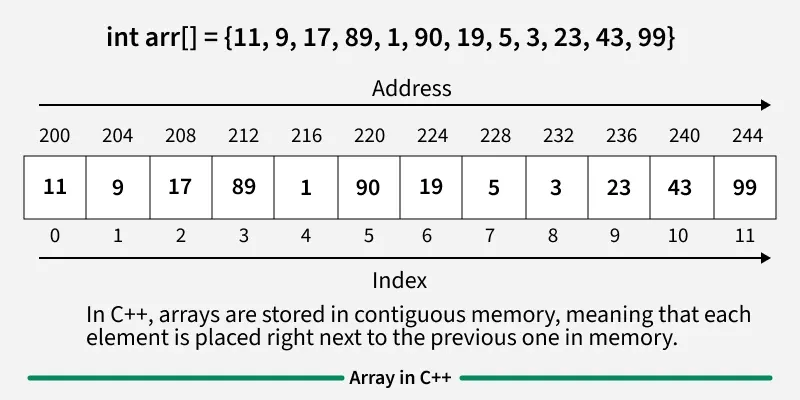 int arr[] = {11, 9, 17, 89, 1, 90, 19, 5, 3, 23, 43, 99}
Address
200 204 208 212 216 220 224 228 232 236 240 244
11 9 17 89 1 90 19 5 3 23 43 99
0 1 2 3 4 5 6 7 8 9 10 11
Index
In C++, arrays are stored in contiguous memory, meaning that each
element is placed right next to the previous one in memory.
Array in C++